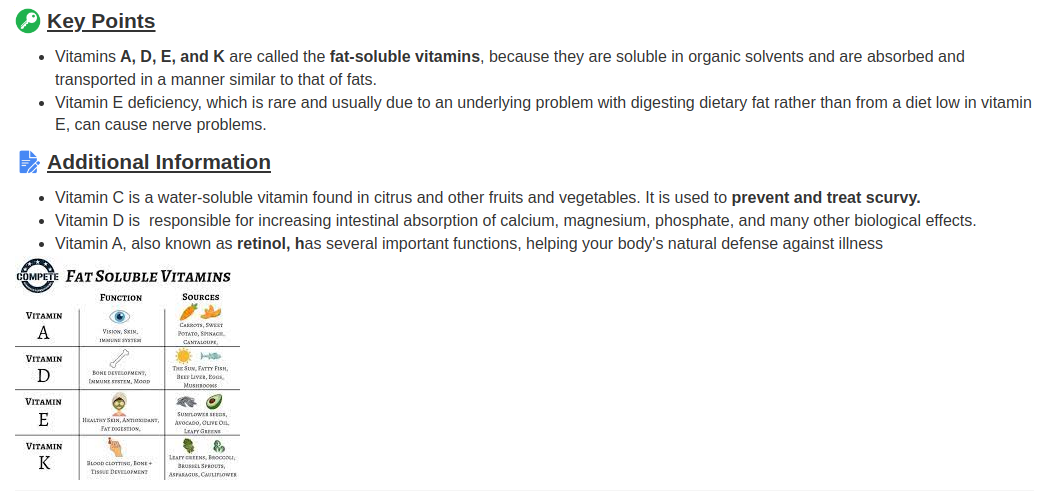 Key Points
Vitamins A, D, E, and K are called the fat-soluble vitamins, because they are soluble in organic solvents and are absorbed and
transported in a manner similar to that of fats.
Vitamin E deficiency, which is rare and usually due to an underlying problem with digesting dietary fat rather than from a diet low in vitamin
E, can cause nerve problems.
Additional Information
Vitamin C is a water-soluble vitamin found in citrus and other fruits and vegetables. It is used to prevent and treat scurvy.
Vitamin D is  responsible for increasing intestinal absorption of calcium, magnesium, phosphate, and many other biological effects.
Vitamin A, also known as retinol, has several important functions, helping your body's natural defense against illness
COMPETE Fat Soluble Vitamins
Function Sources
Vitamin
A
Vision, Skin,
immune system
Carrots, Sweet
Potato, Spinach,
Cantaloupe,
Vitamin
D
Bone development,
Immune system, Mood
The Sun, Fatty Fish,
Beef Liver, Eggs,
Mushrooms
Vitamin
E
Healthy Skin, Antioxidant,
Fat digestion,
Sunflower seeds,
Avocado, Olive Oil,
Leafy Greens
Vitamin
K
Blood clotting, Bone +
Tissue Development
Leafy greens, Broccoli,
Brussel Sprouts,
Asparagus, Cauliflower